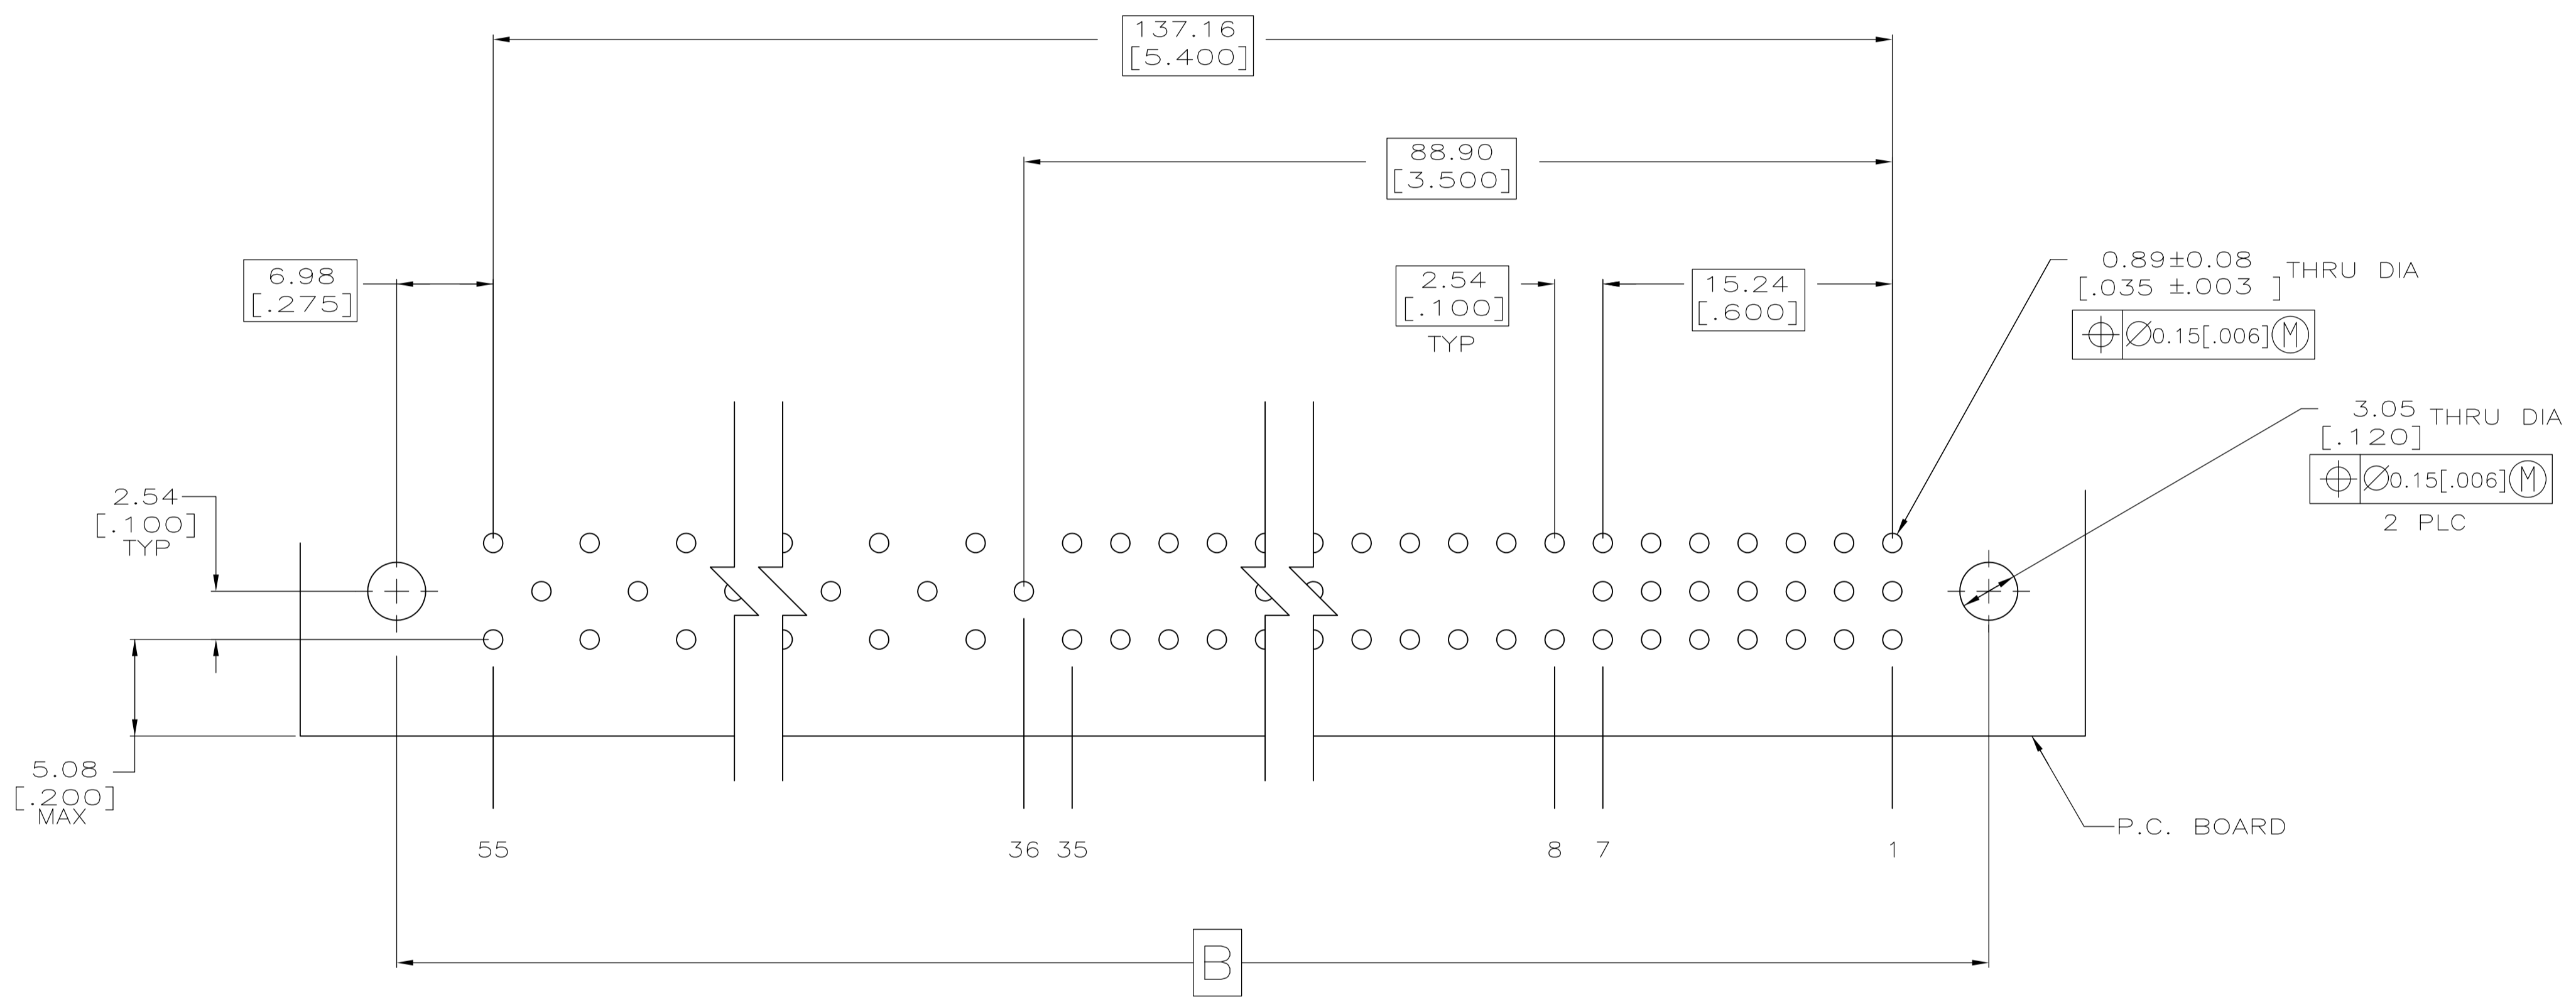 137.16
[5.400]
88.90
[3.500]
6.98
[.275]
2.54
[.100]
TYP
15.24
[.600]
0.89±0.08
[.035 ±.003 ]
THRU DIA
⌖ ⌀0.15[.006]Ⓜ
3.05
[.120]
THRU DIA
⌖ ⌀0.15[.006]Ⓜ
2 PLC
2.54
[.100]
TYP
5.08
[.200]
MAX
P.C. BOARD
55 36 35 8 7 1
B